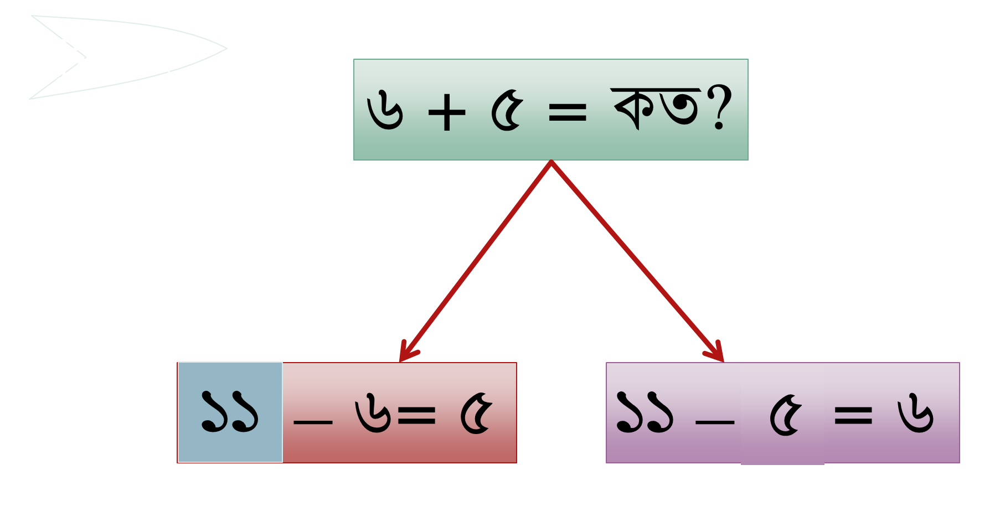 ৬ + ৫ = কত?
১১ – ৬= ৫
১১ – ৫ = ৬